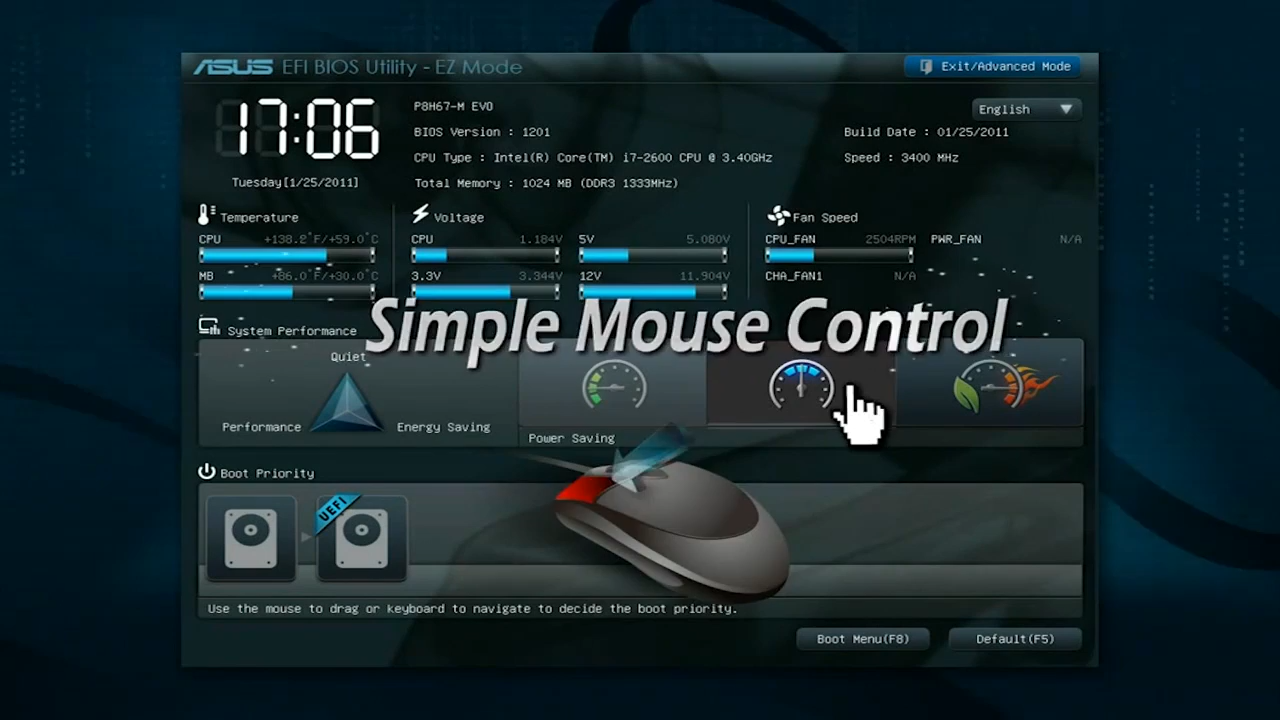 ASUS EFI BIOS Utility - EZ Mode
Exit/Advanced Mode
17:06
Tuesday[1/25/2011]
P8H67-M EVO
BIOS Version : 1201
CPU Type : Intel(R) Core(TM) i7-2600 CPU @ 3.40GHz
Total Memory : 1024 MB (DDR3 1333MHz)
English
Build Date : 01/25/2011
Speed : 3400 MHz
Temperature
CPU +138.2°F/+59.0°C
MB +86.0°F/+30.0°C
Voltage
CPU 1.184V 5V 5.080V
3.3V 3.344V 12V 11.904V
Fan Speed
CPU_FAN 2504RPM PWR_FAN N/A
CHA_FAN1 N/A
Simple Mouse Control
System Performance
Quiet
Performance
Energy Saving
Power Saving
Boot Priority
UEFI
Use the mouse to drag or keyboard to navigate to decide the boot priority.
Boot Menu(F8)
Default(F5)